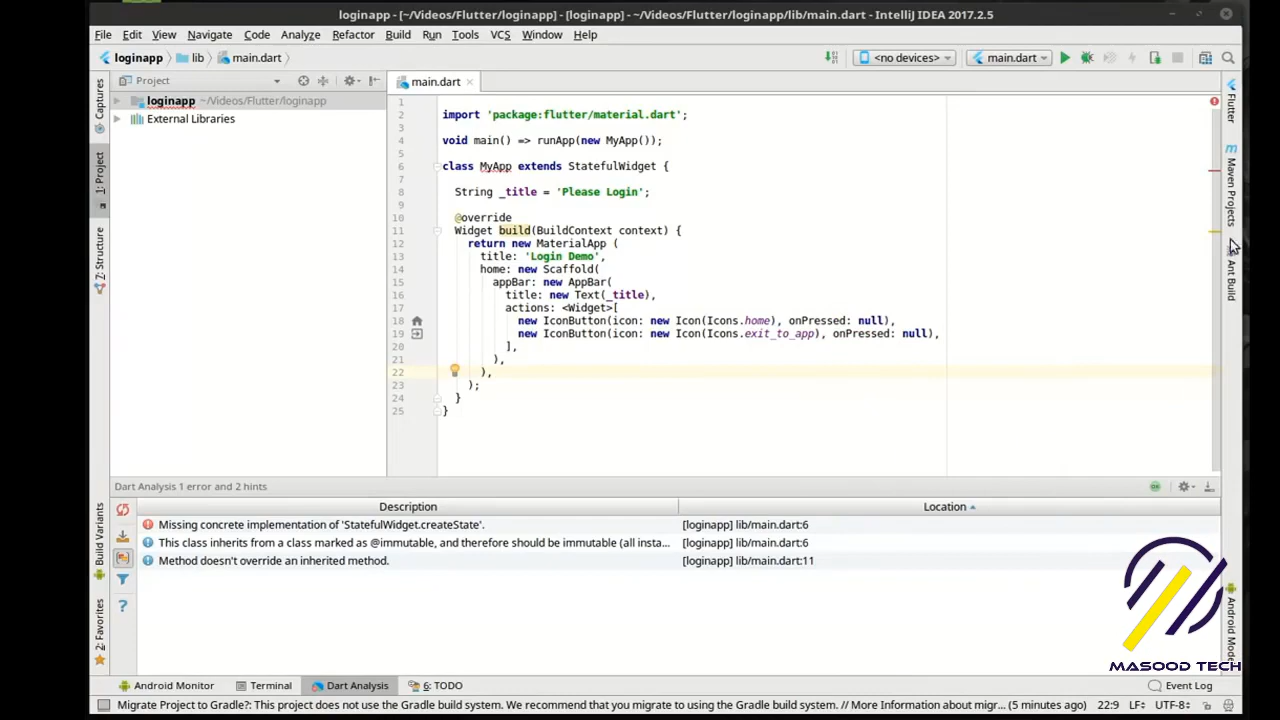 loginapp - [~/Videos/Flutter/loginapp] - [loginapp] - ~/Videos/Flutter/loginapp/lib/main.dart - IntelliJ IDEA 2017.2.5
File Edit View Navigate Code Analyze Refactor Build Run Tools VCS Window Help
loginapp lib main.dart <no devices> main.dart
Project main.dart
loginapp ~/Videos/Flutter/loginapp
External Libraries
Captures
1: Project
7: Structure
Build Variants
2: Favorites
Flutter
Maven Projects
Ant Build
1
2 import 'package:flutter/material.dart';
3
4 void main() => runApp(new MyApp());
5
6 class MyApp extends StatefulWidget {
7
8 String _title = 'Please Login';
9
10 @override
11 Widget build(BuildContext context) {
12 return new MaterialApp (
13 title: 'Login Demo',
14 home: new Scaffold(
15 appBar: new AppBar(
16 title: new Text(_title),
17 actions: <Widget>[
18 new IconButton(icon: new Icon(Icons.home), onPressed: null),
19 new IconButton(icon: new Icon(Icons.exit_to_app), onPressed: null),
20 ],
21 ),
22 ),
23 );
24 }
25 }
Dart Analysis 1 error and 2 hints
Description Location
Missing concrete implementation of 'StatefulWidget.createState'. [loginapp] lib/main.dart:6
This class inherits from a class marked as @immutable, and therefore should be immutable (all insta... [loginapp] lib/main.dart:6
Method doesn't override an inherited method. [loginapp] lib/main.dart:11
Android Mode
MASOOD TECH
Android Monitor Terminal Dart Analysis 6: TODO Event Log
Migrate Project to Gradle?: This project does not use the Gradle build system. We recommend that you migrate to using the Gradle build system. // More Information about migr... (5 minutes ago) 22:9 LF÷ UTF-8÷